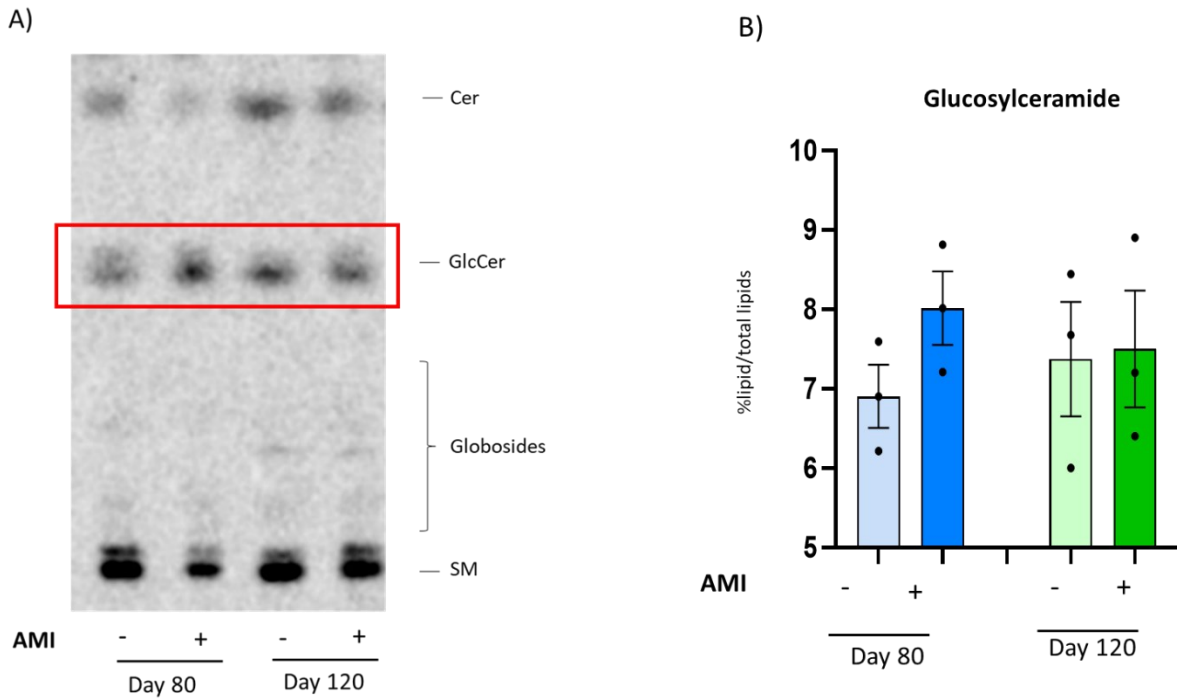 A)
Cer
GlcCer
Globosides
SM
AMI - + - +
Day 80 Day 120
B)
Glucosylceramide
%lipid/total lipids
10
9
8
7
6
5
AMI - + - +
Day 80 Day 120